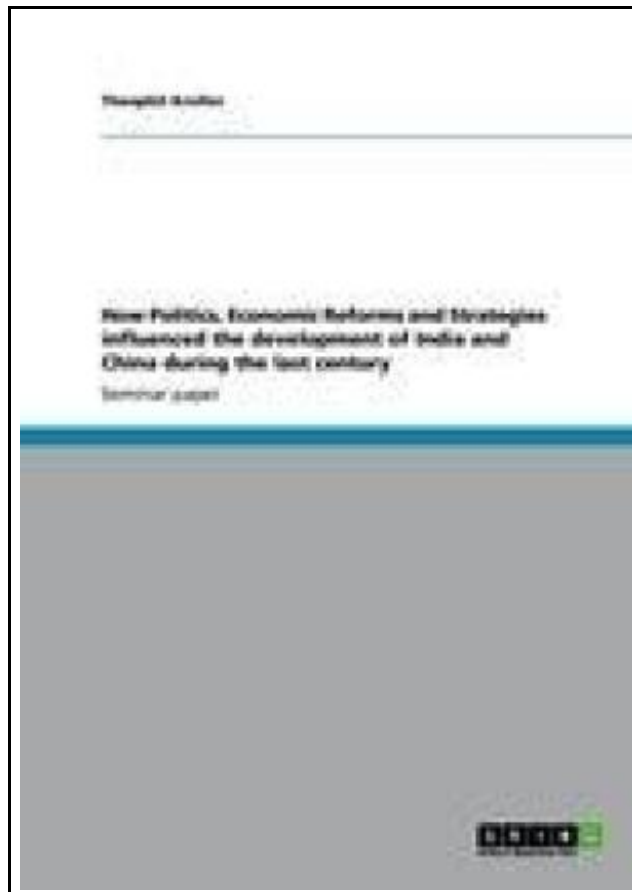 How Politics, Economic Reforms and Strategies
influenced the development of India and
China during the last century
Seminar paper